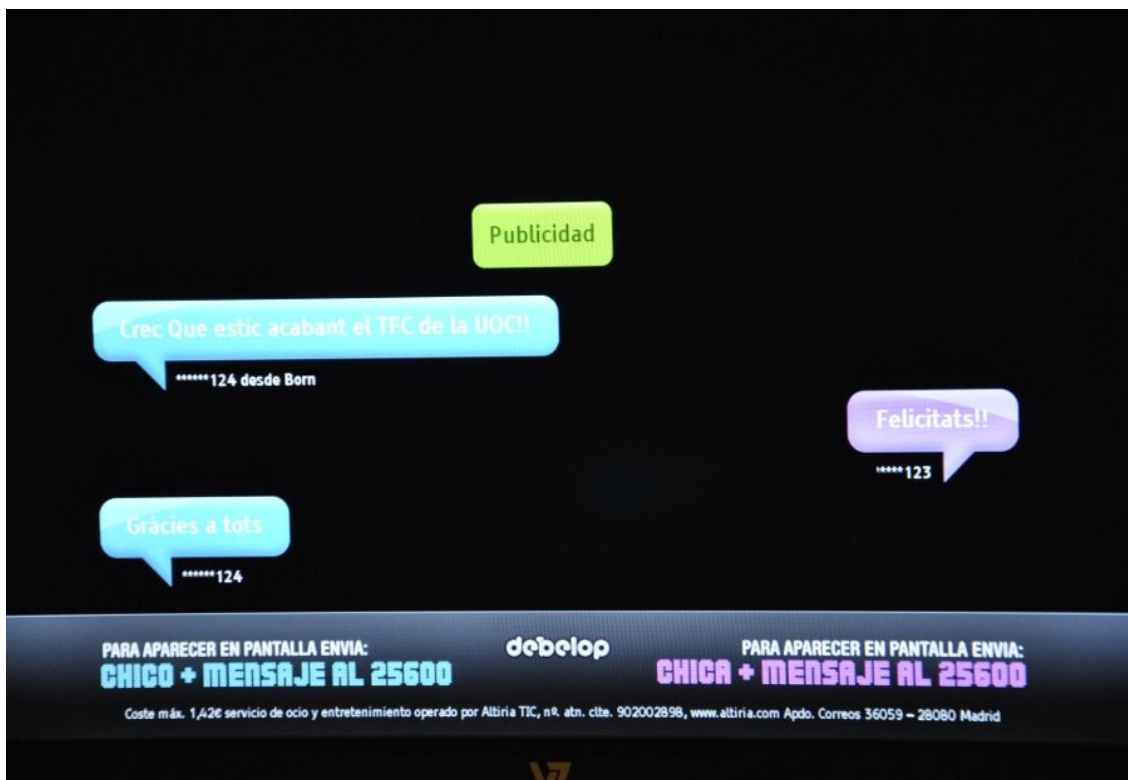 Publicidad
Crec Que estic acabant el TFC de la UOC!!
******124 desde Born
Felicitats!!
*****123
Gràcies a tots
******124
PARA APARECER EN PANTALLA ENVIA:
CHICO + MENSAJE AL 25600
debelop
PARA APARECER EN PANTALLA ENVIA:
CHICA + MENSAJE AL 25600
Coste máx. 1,42€ servicio de ocio y entretenimiento operado por Altiria TIC, nº. atn. clte. 902002898, www.altiria.com Apdo. Correos 36059 – 28080 Madrid
V7